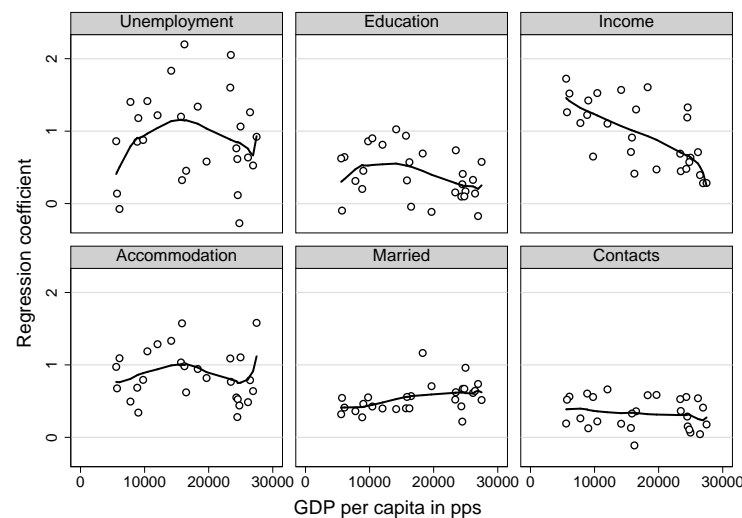 Unemployment
Education
Income
2
1
0
Accommodation
Married
Contacts
2
1
0
0 10000 20000 30000
0 10000 20000 30000
0 10000 20000 30000
Regression coefficient
GDP per capita in pps